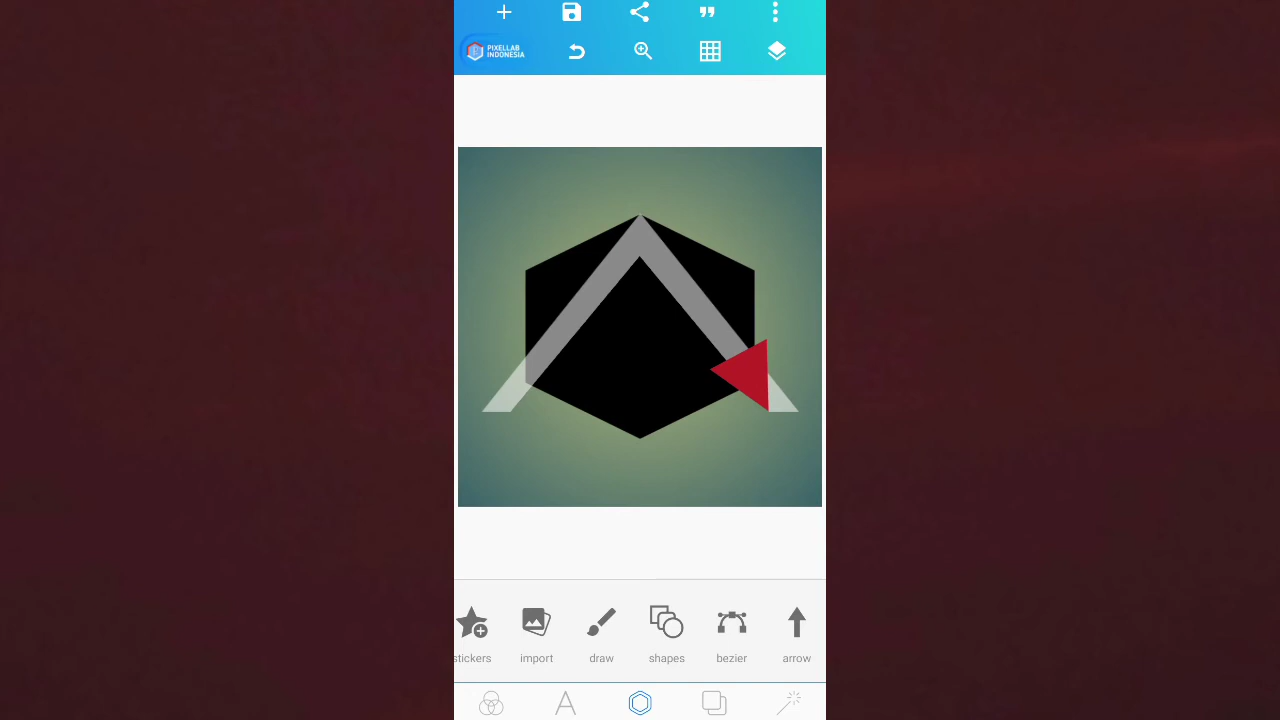 PIXELLAB
INDONESIA
stickers
import
draw
shapes
bezier
arrow